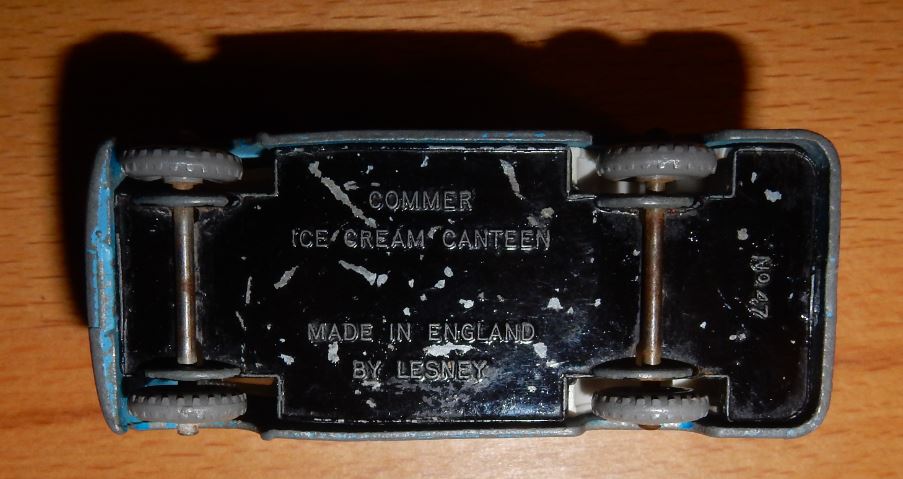 COMMER
ICE CREAM CANTEEN
MADE IN ENGLAND
BY LESNEY
No. 47